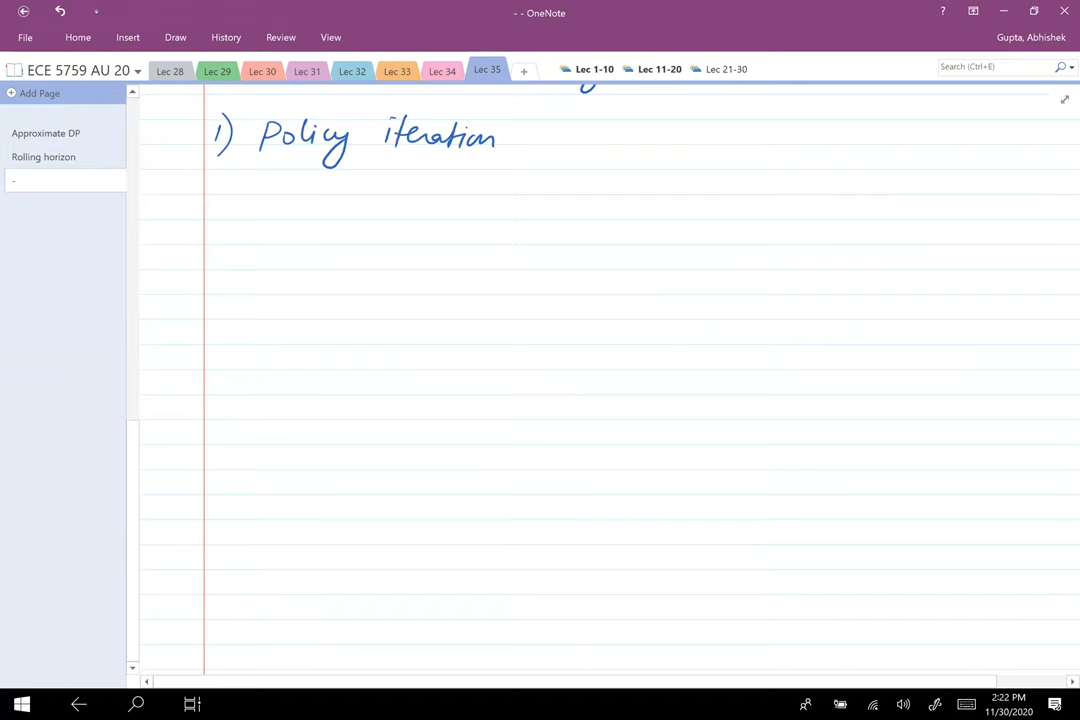 - - OneNote
?
File Home Insert Draw History Review View
Gupta, Abhishek
ECE 5759 AU 20
Lec 28 Lec 29 Lec 30 Lec 31 Lec 32 Lec 33 Lec 34 Lec 35
Lec 1-10 Lec 11-20 Lec 21-30
Search (Ctrl+E)
Add Page
Approximate DP
Rolling horizon
-
1) Policy iteration
2:22 PM
11/30/2020